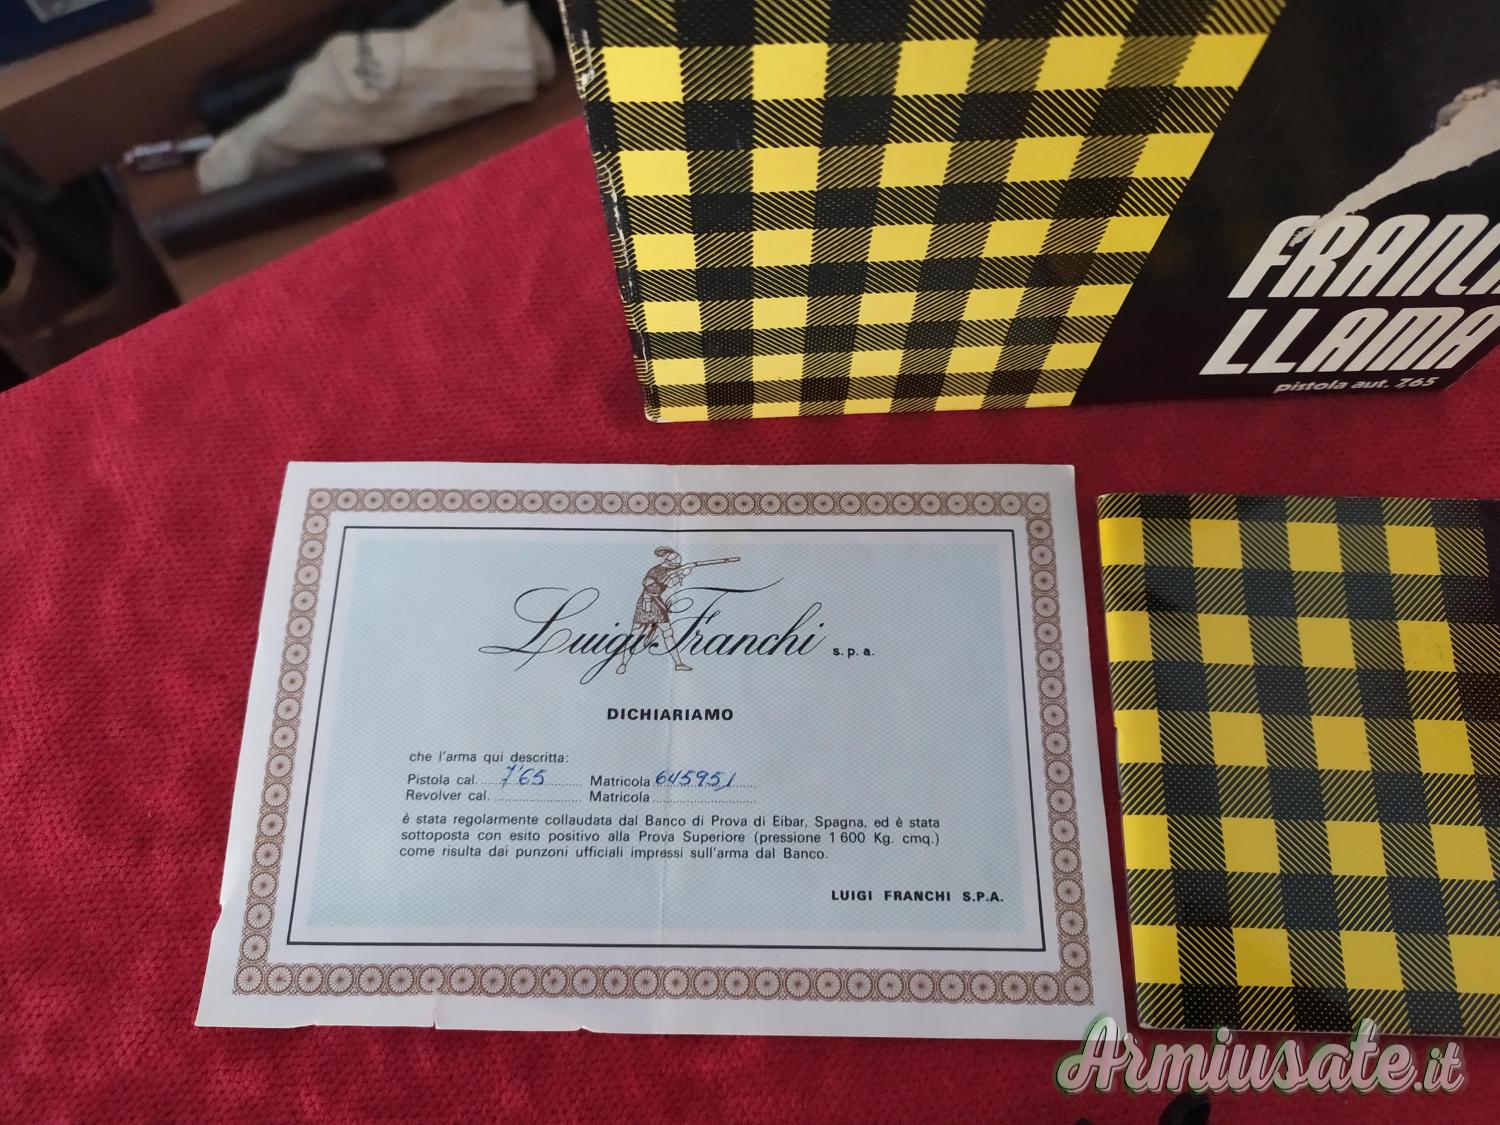 FRANC
LLAMA
pistola aut. 7,65
Luigi Franchi s.p.a.
DICHIARIAMO
che l'arma qui descritta:
Pistola cal. 7'65 Matricola 645951
Revolver cal. Matricola
è stata regolarmente collaudata dal Banco di Prova di Eibar, Spagna, ed è stata
sottoposta con esito positivo alla Prova Superiore (pressione 1600 Kg. cmq.)
come risulta dai punzoni ufficiali impressi sull'arma dal Banco.
LUIGI FRANCHI S.P.A.
Armiusate.it